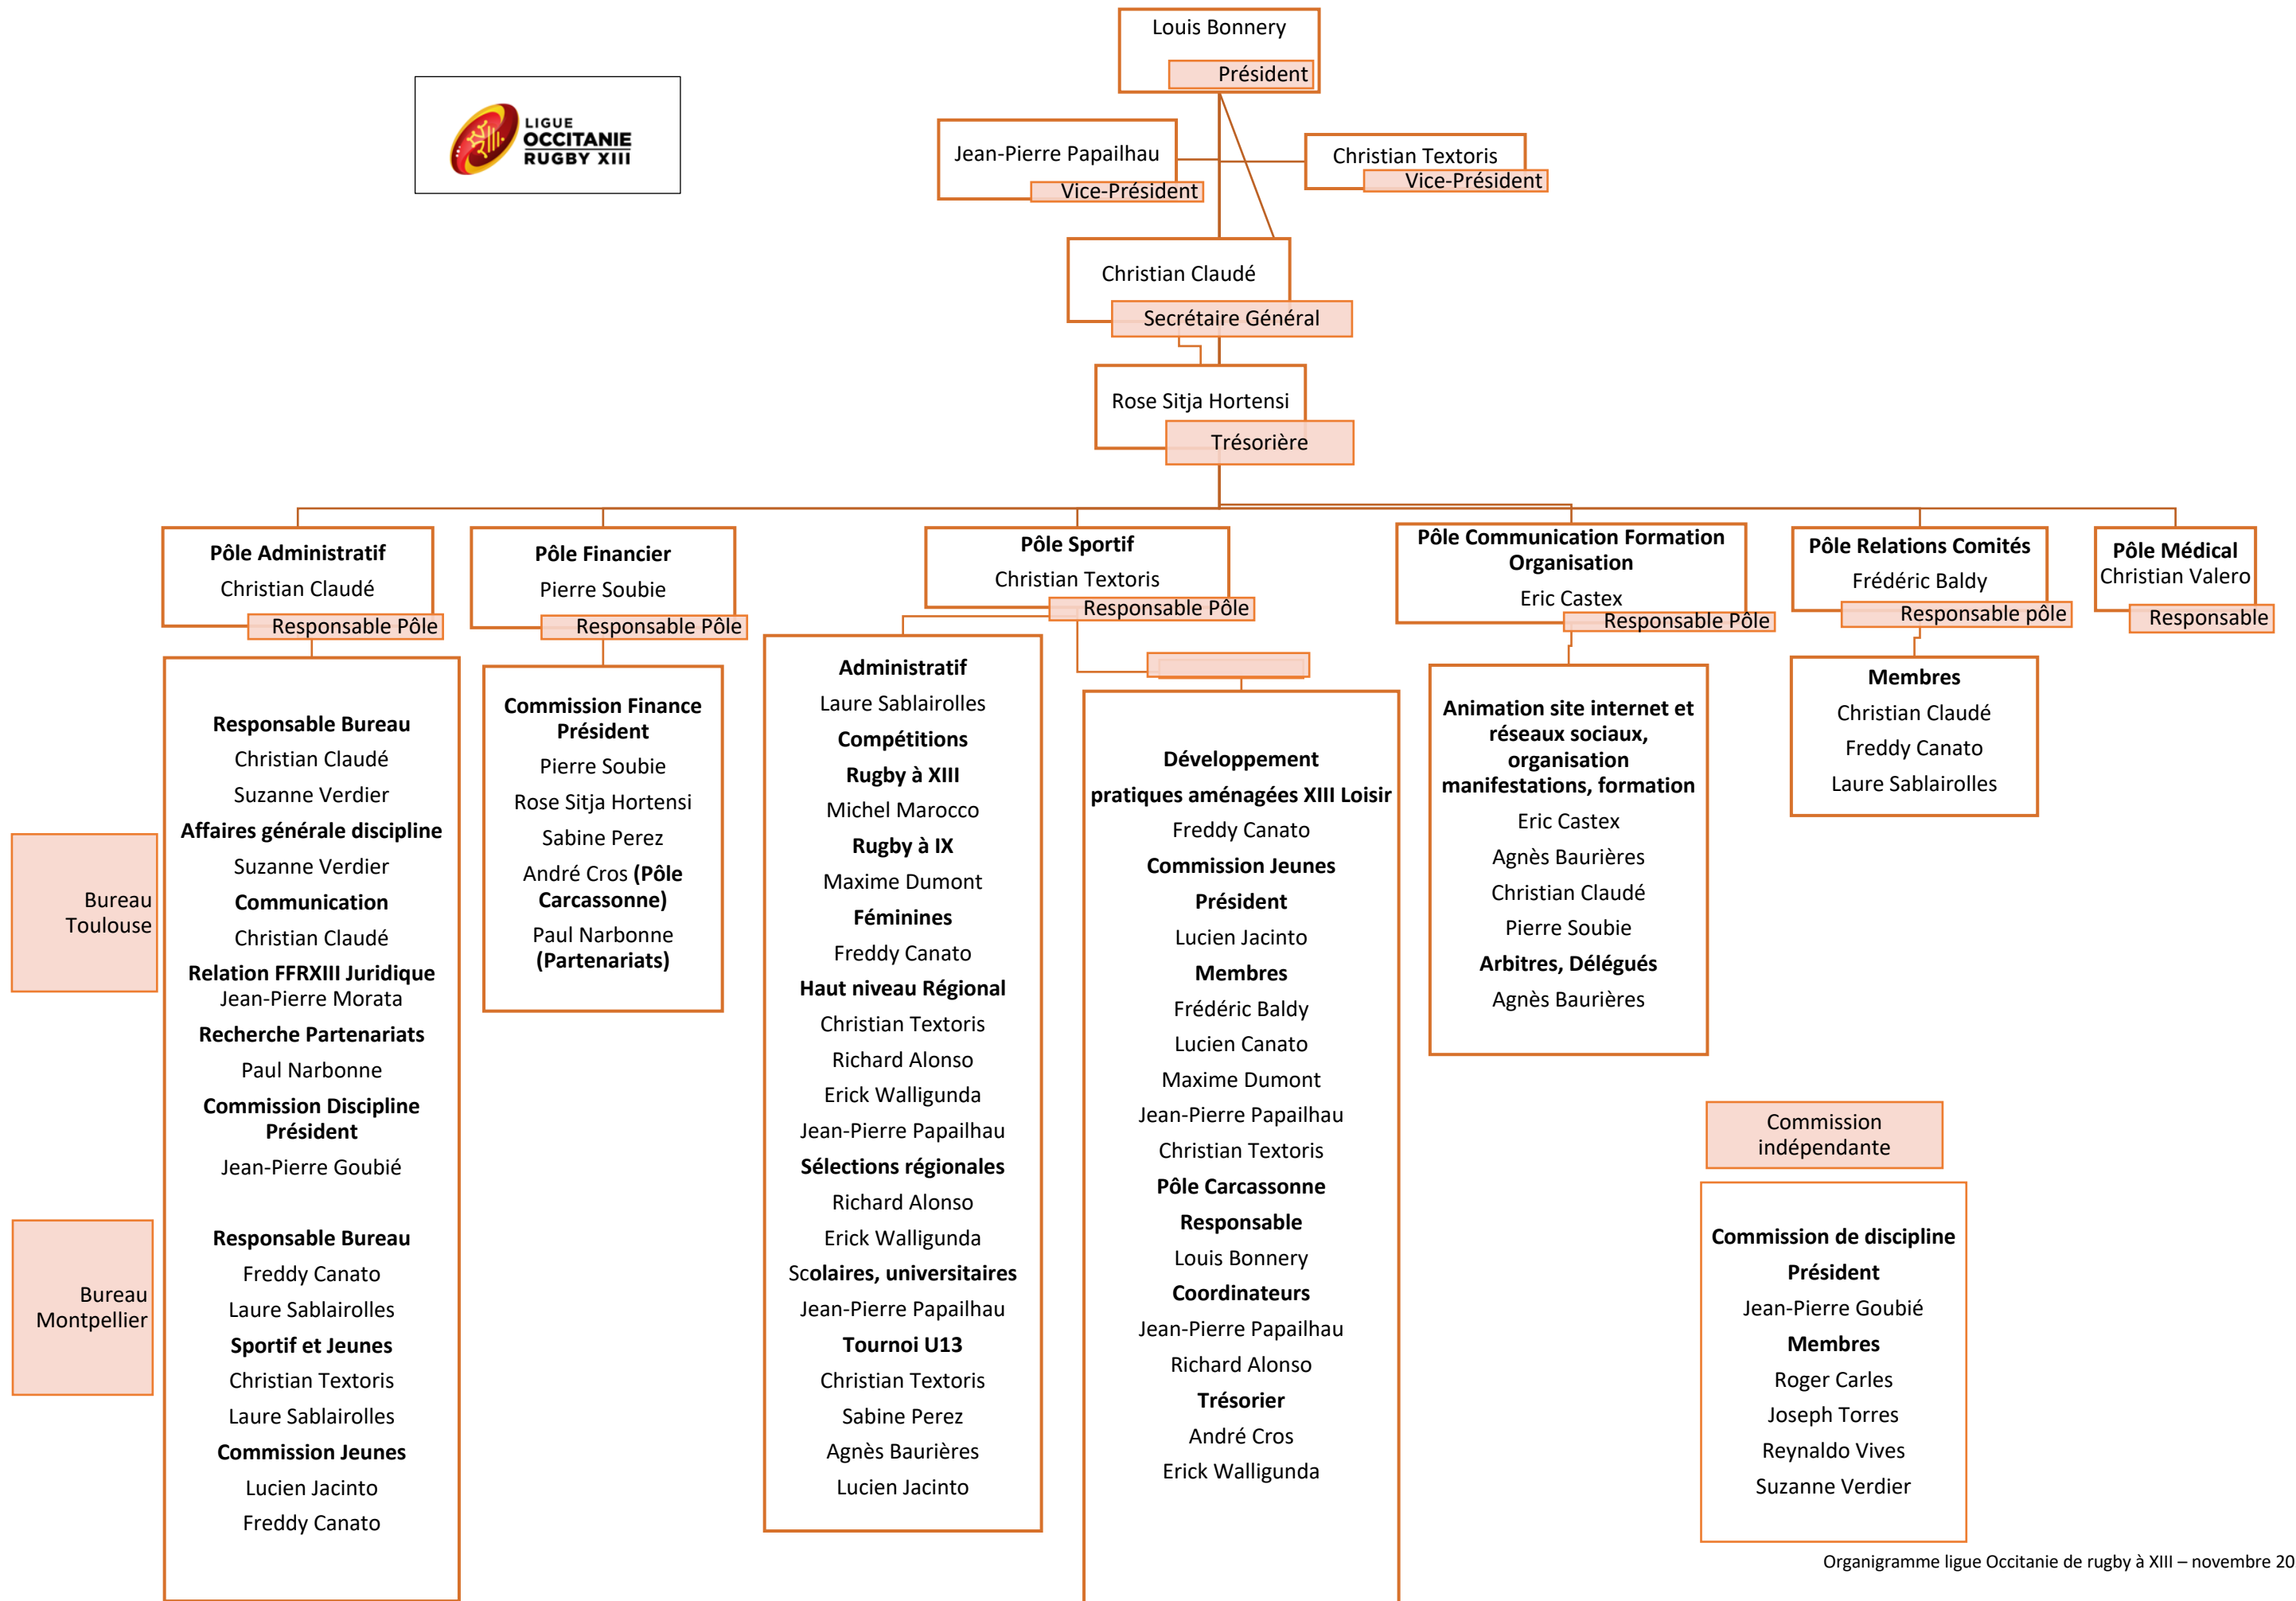 Louis Bonnery
Président
LIGUE
OCCITANIE
RUGBY XIII
Jean-Pierre Papailhau
Vice-Président
Christian Textoris
Vice-Président
Christian Claudé
Secrétaire Général
Rose Sitja Hortensi
Trésorière
Pôle Administratif
Christian Claudé
Responsable Pôle
Pôle Financier
Pierre Soubie
Responsable Pôle
Pôle Sportif
Christian Textoris
Responsable Pôle
Pôle Communication Formation
Organisation
Eric Castex
Responsable Pôle
Pôle Relations Comités
Frédéric Baldy
Responsable pôle
Pôle Médical
Christian Valero
Responsable
Bureau
Toulouse
Responsable Bureau
Christian Claudé
Suzanne Verdier
Affaires générale discipline
Suzanne Verdier
Communication
Christian Claudé
Relation FFRXIII Juridique
Jean-Pierre Morata
Recherche Partenariats
Paul Narbonne
Commission Discipline
Président
Jean-Pierre Goubié
Bureau
Montpellier
Responsable Bureau
Freddy Canato
Laure Sablairolles
Sportif et Jeunes
Christian Textoris
Laure Sablairolles
Commission Jeunes
Lucien Jacinto
Freddy Canato
Commission Finance
Président
Pierre Soubie
Rose Sitja Hortensi
Sabine Perez
André Cros (Pôle
Carcassonne)
Paul Narbonne
(Partenariats)
Administratif
Laure Sablairolles
Compétitions
Rugby à XIII
Michel Marocco
Rugby à IX
Maxime Dumont
Féminines
Freddy Canato
Haut niveau Régional
Christian Textoris
Richard Alonso
Erick Walligunda
Jean-Pierre Papailhau
Sélections régionales
Richard Alonso
Erick Walligunda
Scolaires, universitaires
Jean-Pierre Papailhau
Tournoi U13
Christian Textoris
Sabine Perez
Agnès Baurières
Lucien Jacinto
Développement
pratiques aménagées XIII Loisir
Freddy Canato
Commission Jeunes
Président
Lucien Jacinto
Membres
Frédéric Baldy
Lucien Canato
Maxime Dumont
Jean-Pierre Papailhau
Christian Textoris
Pôle Carcassonne
Responsable
Louis Bonnery
Coordinateurs
Jean-Pierre Papailhau
Richard Alonso
Trésorier
André Cros
Erick Walligunda
Animation site internet et
réseaux sociaux,
organisation
manifestations, formation
Eric Castex
Agnès Baurières
Christian Claudé
Pierre Soubie
Arbitres, Délégués
Agnès Baurières
Membres
Christian Claudé
Freddy Canato
Laure Sablairolles
Commission
indépendante
Commission de discipline
Président
Jean-Pierre Goubié
Membres
Roger Carles
Joseph Torres
Reynaldo Vives
Suzanne Verdier
Organigramme ligue Occitanie de rugby à XIII – novembre 20